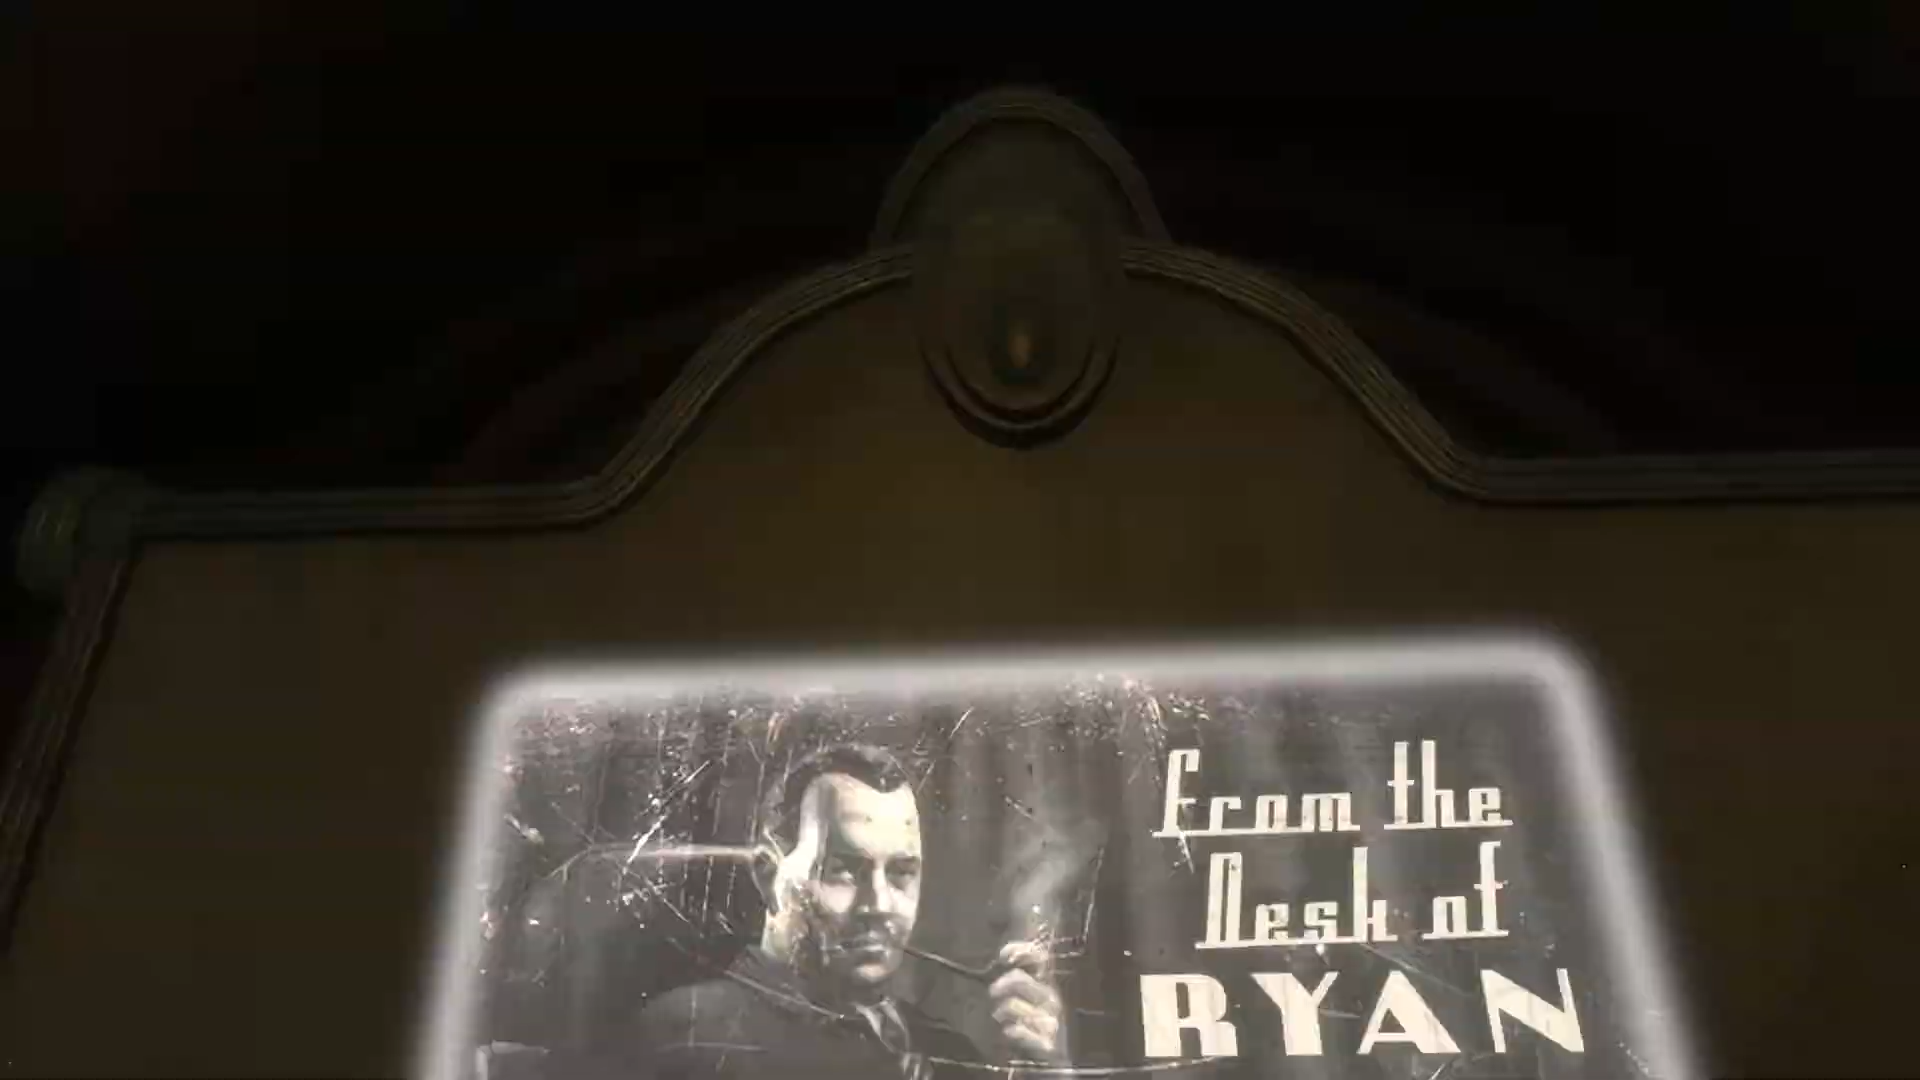 From the
Desk of
RYAN